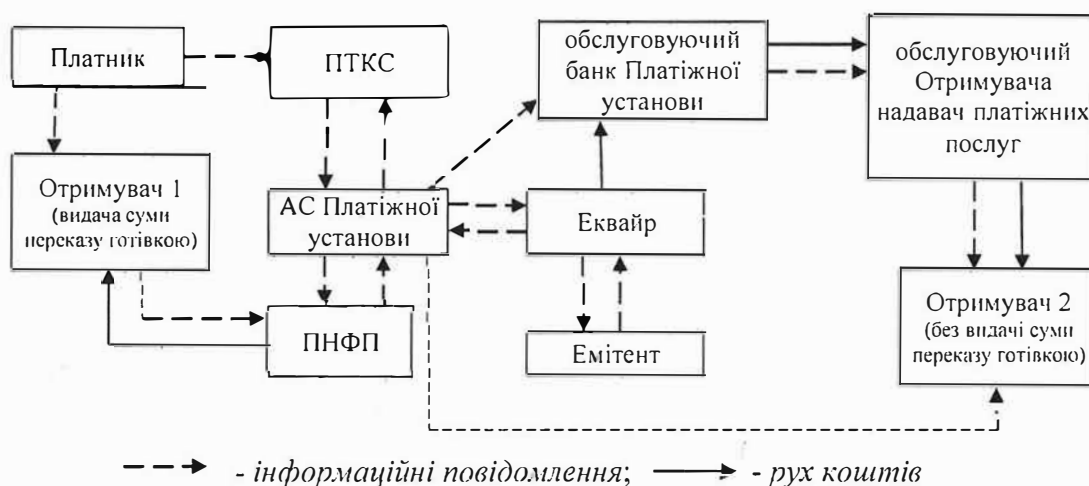 Платник
ПТКС
обслуговуючий
банк Платіжної
установи
обслуговуючий
Отримувача
надавач платіжних
послуг
Отримувач 1
(видача суми
переказу готівкою)
АС Платіжної
установи
Еквайр
ПНФП
Емітент
Отримувач 2
(без видачі суми
переказу готівкою)
- інформаційні повідомлення; - рух коштів